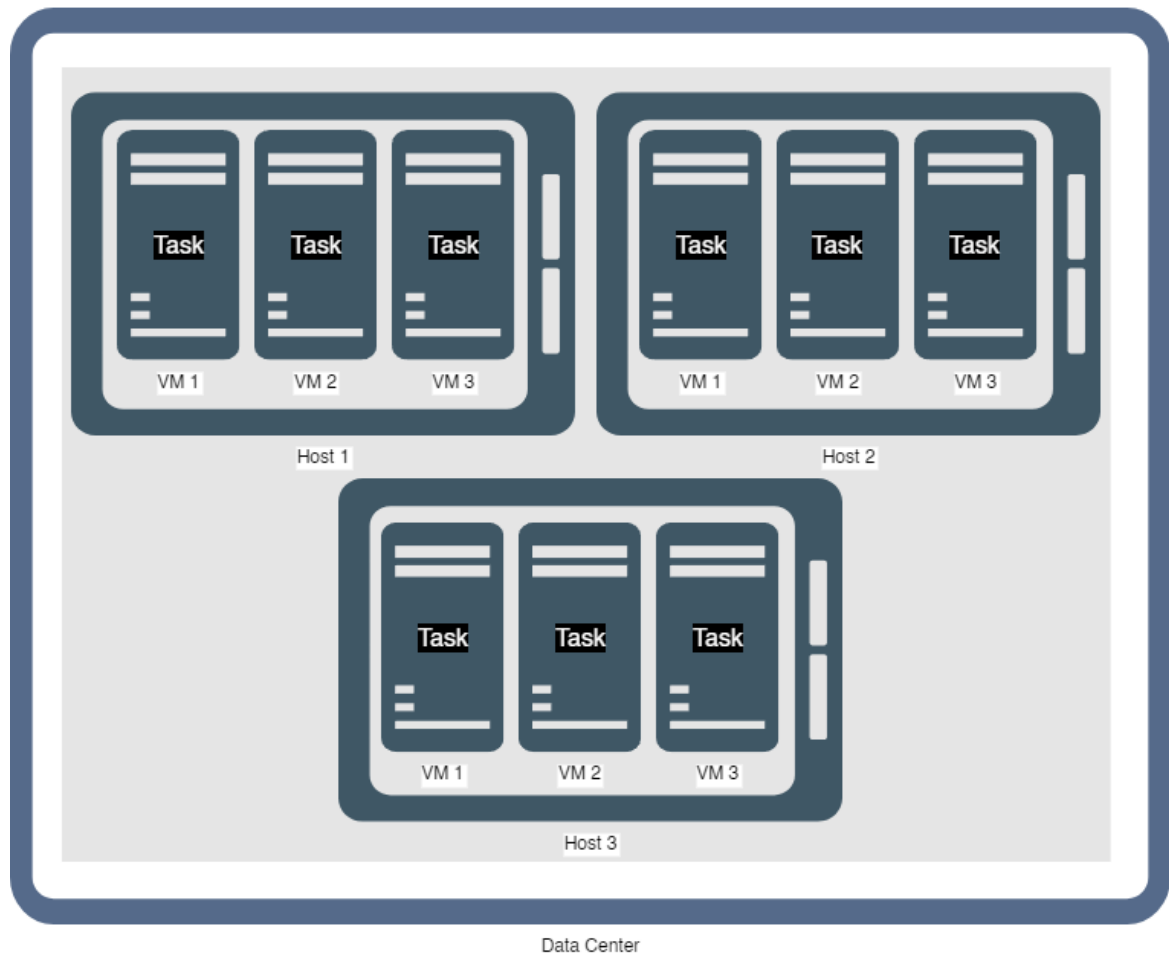 Task Task Task
VM 1 VM 2 VM 3
Host 1
Task Task Task
VM 1 VM 2 VM 3
Host 2
Task Task Task
VM 1 VM 2 VM 3
Host 3
Data Center